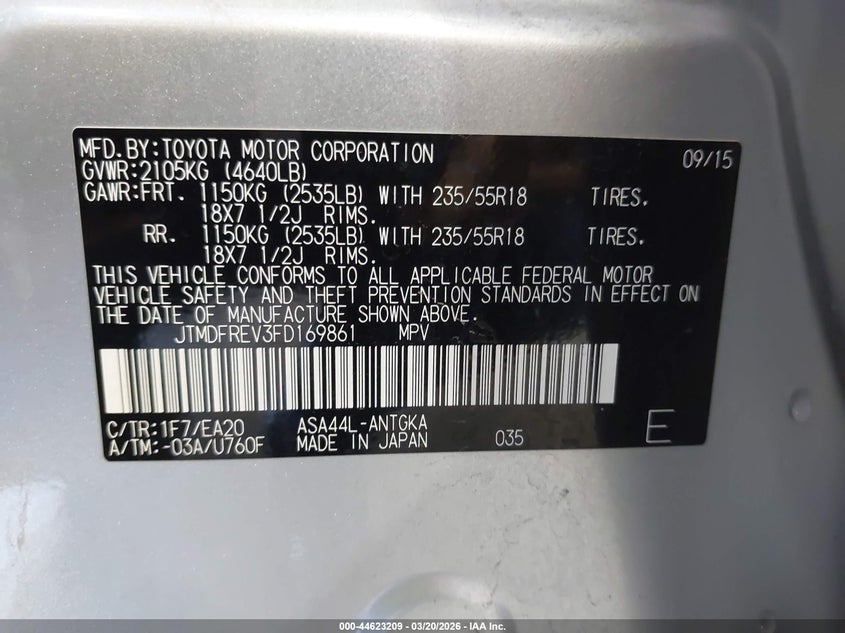 MFD.BY:TOYOTA MOTOR CORPORATION 09/15
GVWR:2105KG (4640LB)
GAWR:FRT. 1150KG (2535LB) WITH 235/55R18 TIRES.
18X7 1/2J RIMS.
RR. 1150KG (2535LB) WITH 235/55R18 TIRES.
18X7 1/2J RIMS.
THIS VEHICLE CONFORMS TO ALL APPLICABLE FEDERAL MOTOR
VEHICLE SAFETY AND THEFT PREVENTION STANDARDS IN EFFECT ON
THE DATE OF MANUFACTURE SHOWN ABOVE.
JTMDFREV3FD169861 MPV
C/TR:1F7/EA20 ASA44L-ANTGKA
A/TM:-03A/U760F MADE IN JAPAN 035 E
000-44623209 - 03/20/2026 - IAA Inc.